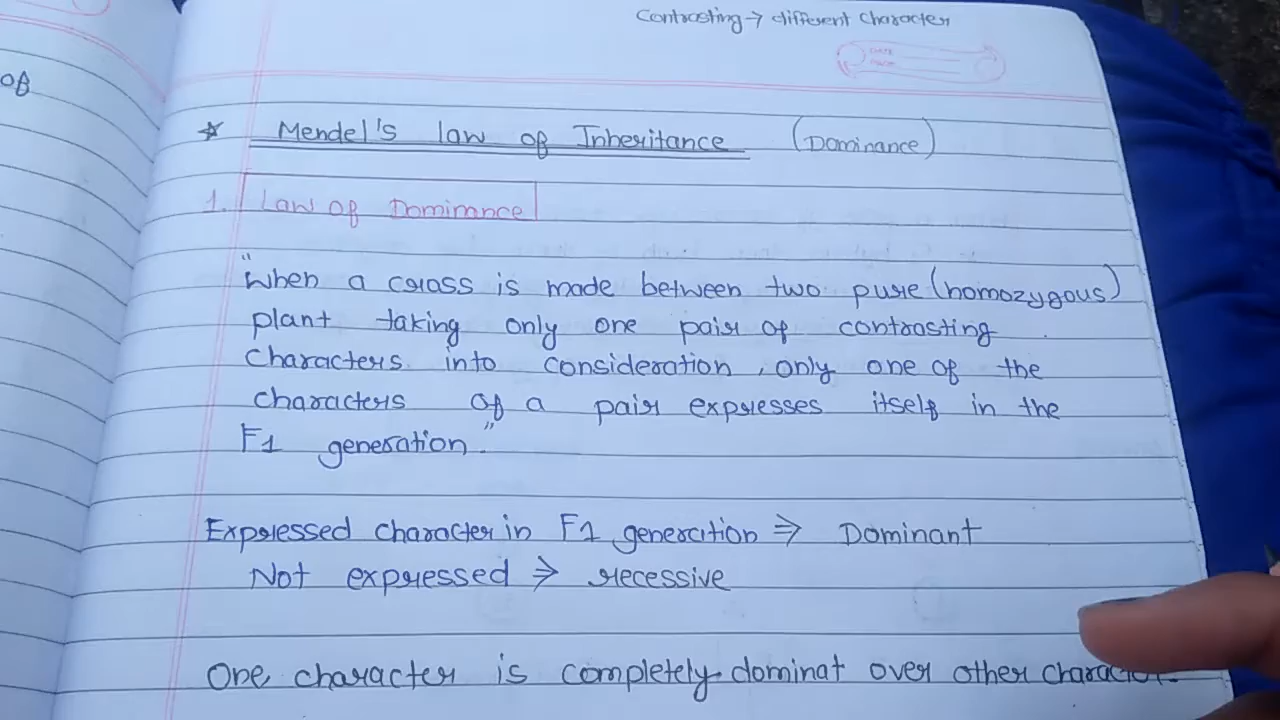 Contrasting → different Character
OB
DATE
PAGE
* Mendel's law of Inheritance (Dominance)
1. Law of Dominance
"When a cross is made between two pure (homozygous)
plant taking only one pair of contrasting
characters into consideration, only one of the
characters of a pair expresses itself in the
F1 generation."
Expressed character in F1 generation ⇒ Dominant
Not expressed ⇒ recessive
One character is completely dominat over other character.